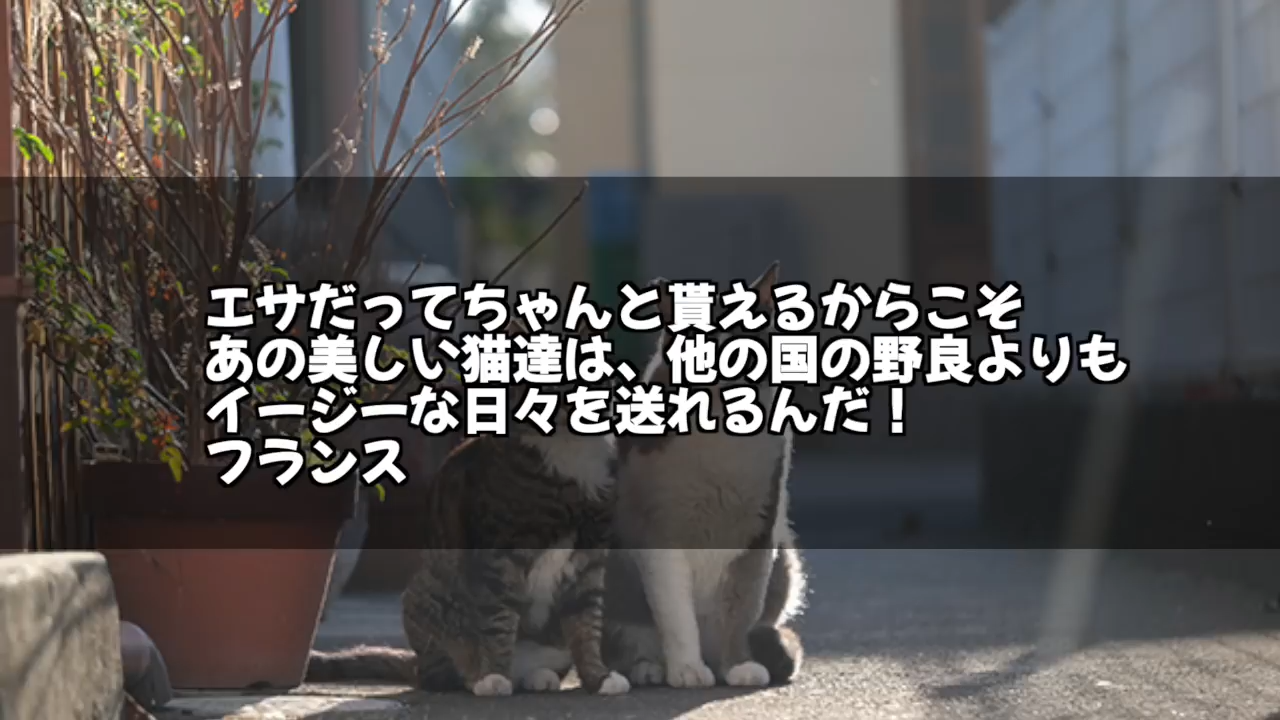 エサだってちゃんと貰えるからこそ
あの美しい猫達は、他の国の野良よりも
イージーな日々を送れるんだ！
フランス